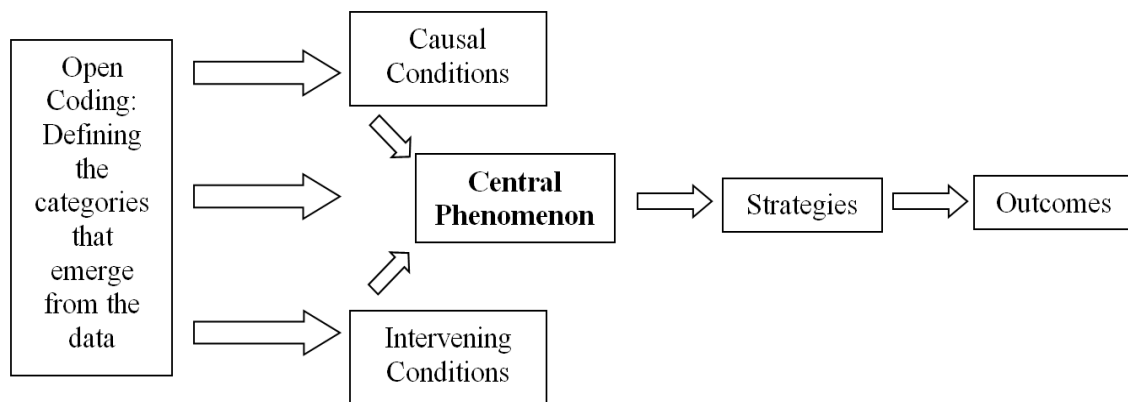 Open
Coding:
Defining
the
categories
that
emerge
from the
data
Causal
Conditions
Central
Phenomenon
Intervening
Conditions
Strategies
Outcomes